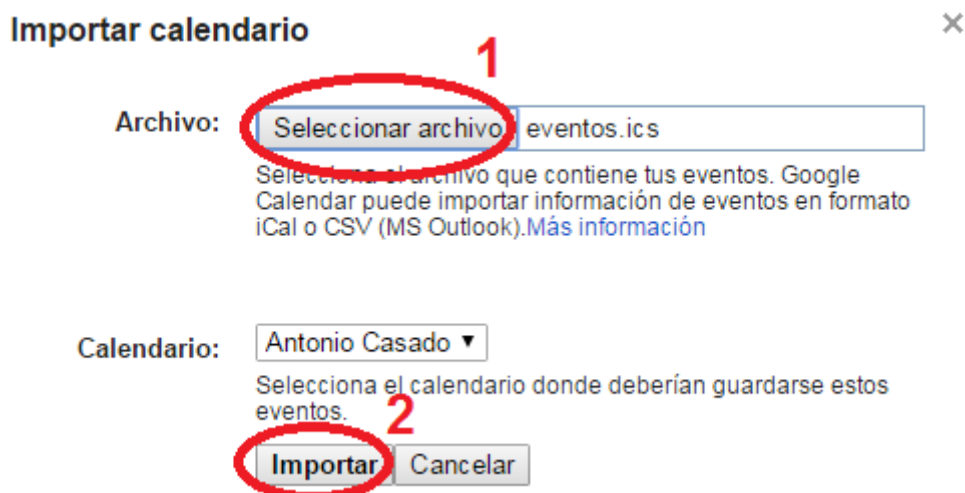 Importar calendario ×
1
Archivo: Seleccionar archivo eventos.ics
Selecciona el archivo que contiene tus eventos. Google
Calendar puede importar información de eventos en formato
iCal o CSV (MS Outlook).Más información
Calendario: Antonio Casado ▼
Selecciona el calendario donde deberían guardarse estos
eventos.
2
Importar Cancelar